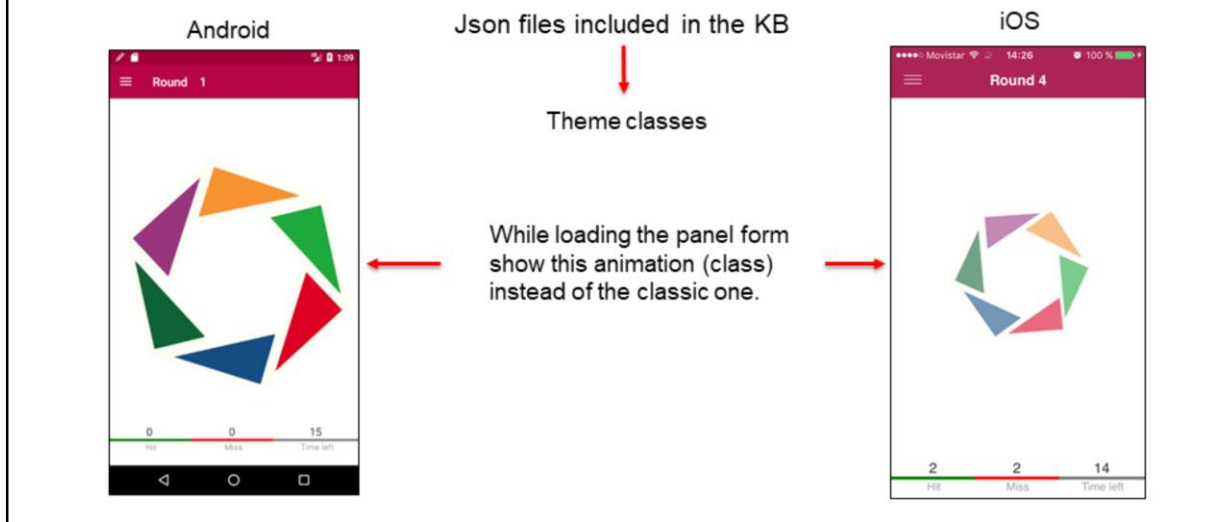 Android
Json files included in the KB
iOS
1:09
Movistar
14:26
100 %
Round 1
Round 4
Theme classes
While loading the panel form
show this animation (class)
instead of the classic one.
0 0 15
Hit Miss Time left
2 2 14
Hit Miss Time left